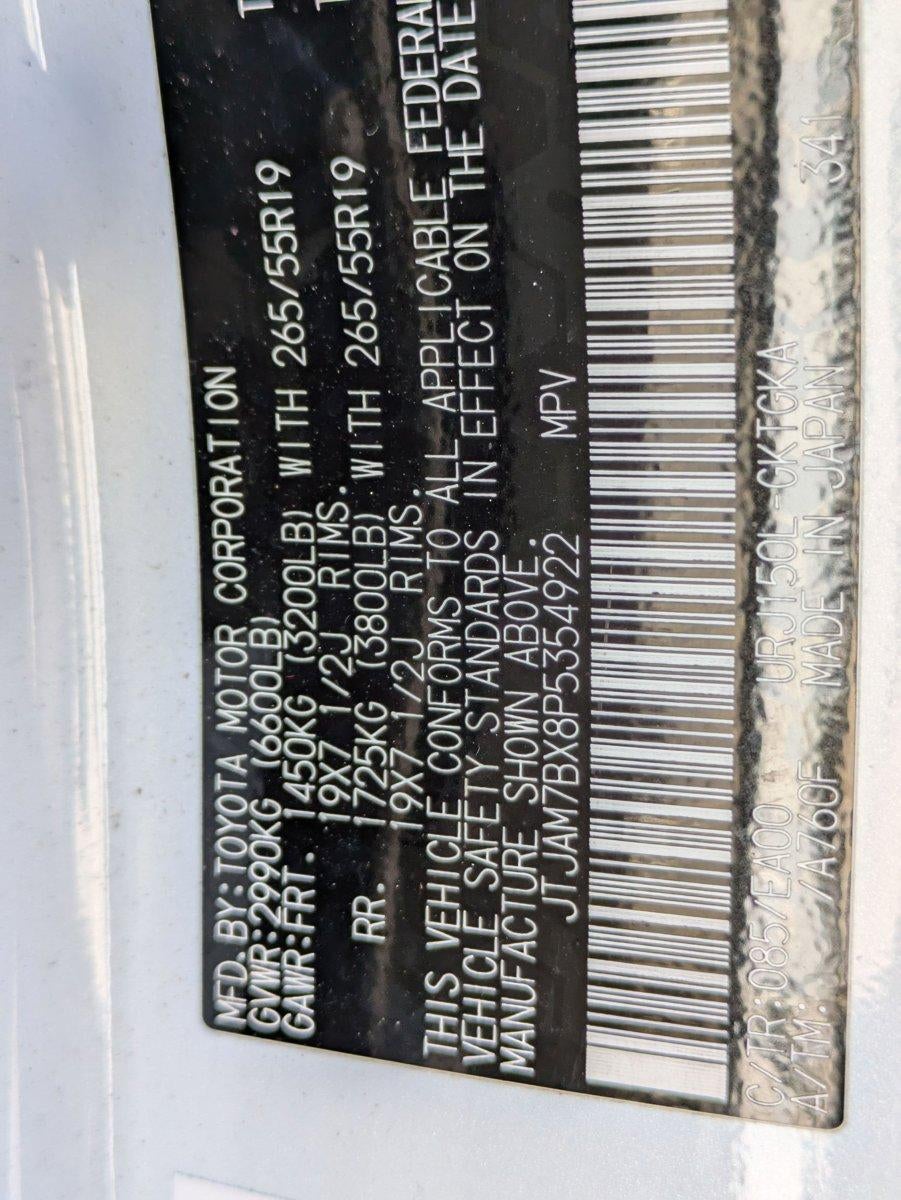 MFD.BY:TOYOTA MOTOR CORPORATION
GVWR:2990KG (6600LB)
GAWR:FRT. 1450KG (3200LB) WITH 265/55R19
19X7 1/2J RIMS.
RR. 1725KG (3800LB) WITH 265/55R19
19X7 1/2J RIMS.
THIS VEHICLE CONFORMS TO ALL APPLICABLE FEDERAL
VEHICLE SAFETY STANDARDS IN EFFECT ON THE DATE
MANUFACTURE SHOWN ABOVE.
JTJAM7BX8P5354922 MPV
C/TR:085/EA00 URJ150L-GKTGKA
A/TM: /A760F MADE IN JAPAN 341